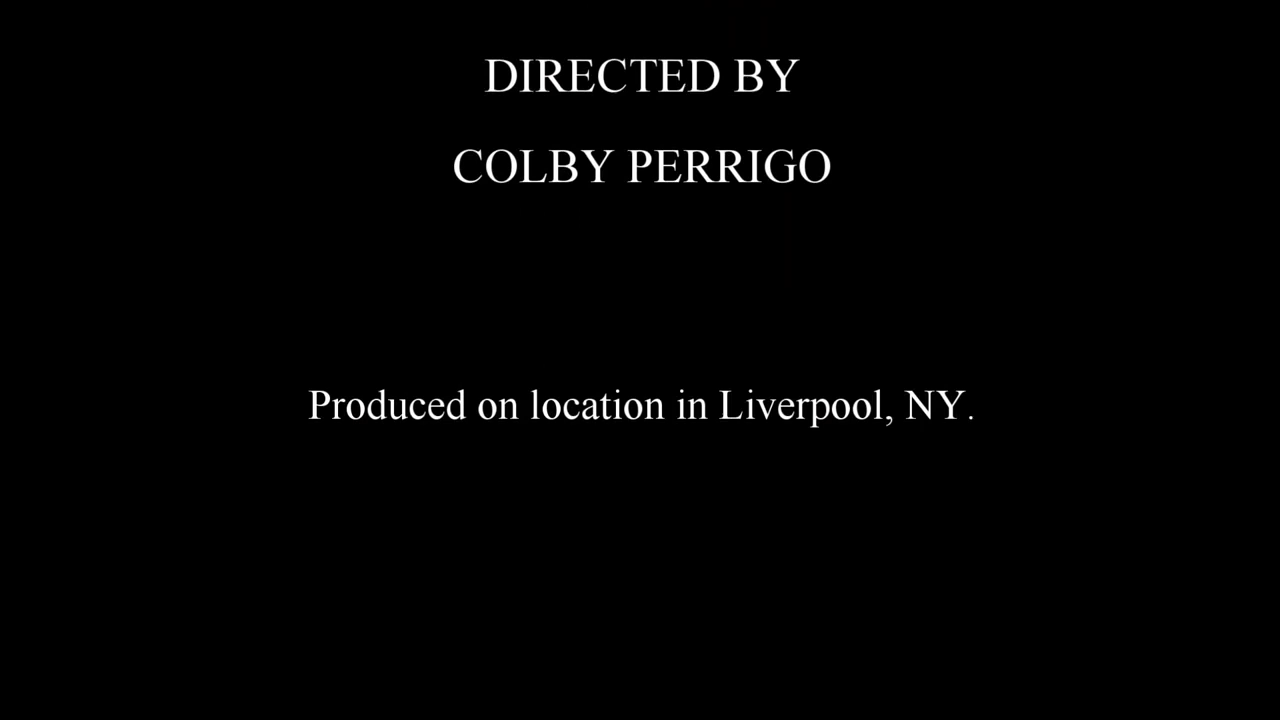 DIRECTED BY
COLBY PERRIGO
Produced on location in Liverpool, NY.